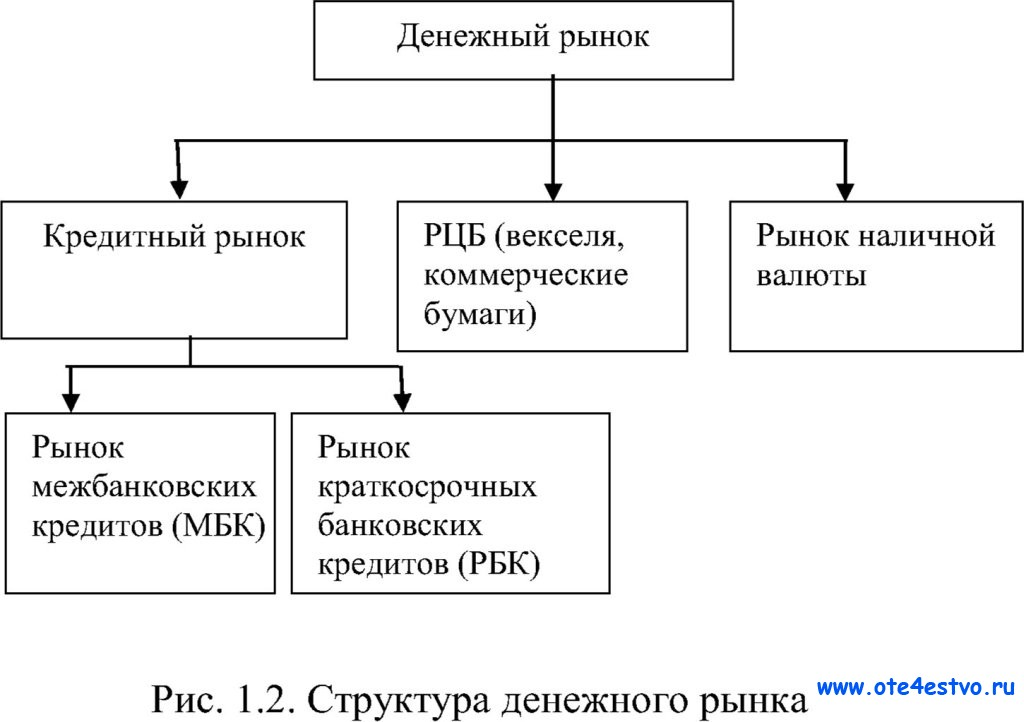 Денежный рынок
Кредитный рынок
РЦБ (векселя,
коммерческие
бумаги)
Рынок наличной
валюты
Рынок
межбанковских
кредитов (МБК)
Рынок
краткосрочных
банковских
кредитов (РБК)
Рис. 1.2. Структура денежного рынка
www.ote4estvo.ru